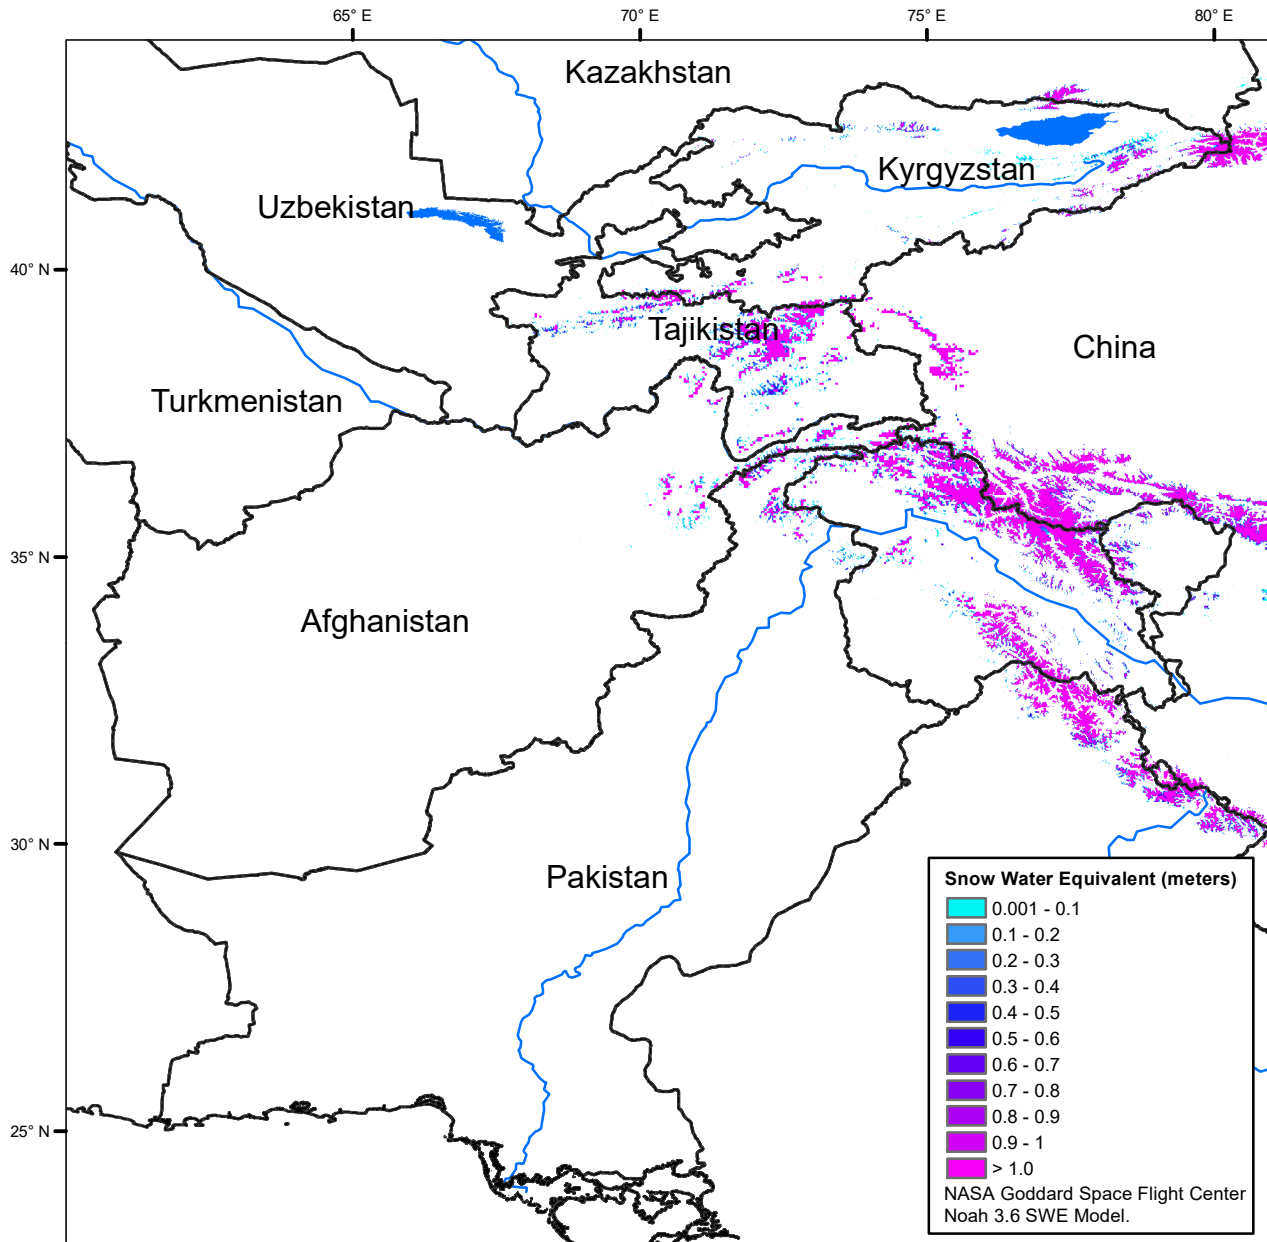 65° E
70° E
75° E
80° E
Kazakhstan
Kyrgyzstan
Uzbekistan
40° N
Tajikistan
China
Turkmenistan
35° N
Afghanistan
30° N
Pakistan
25° N
Snow Water Equivalent (meters)
0.001 - 0.1
0.1 - 0.2
0.2 - 0.3
0.3 - 0.4
0.4 - 0.5
0.5 - 0.6
0.6 - 0.7
0.7 - 0.8
0.8 - 0.9
0.9 - 1
> 1.0
NASA Goddard Space Flight Center
Noah 3.6 SWE Model.